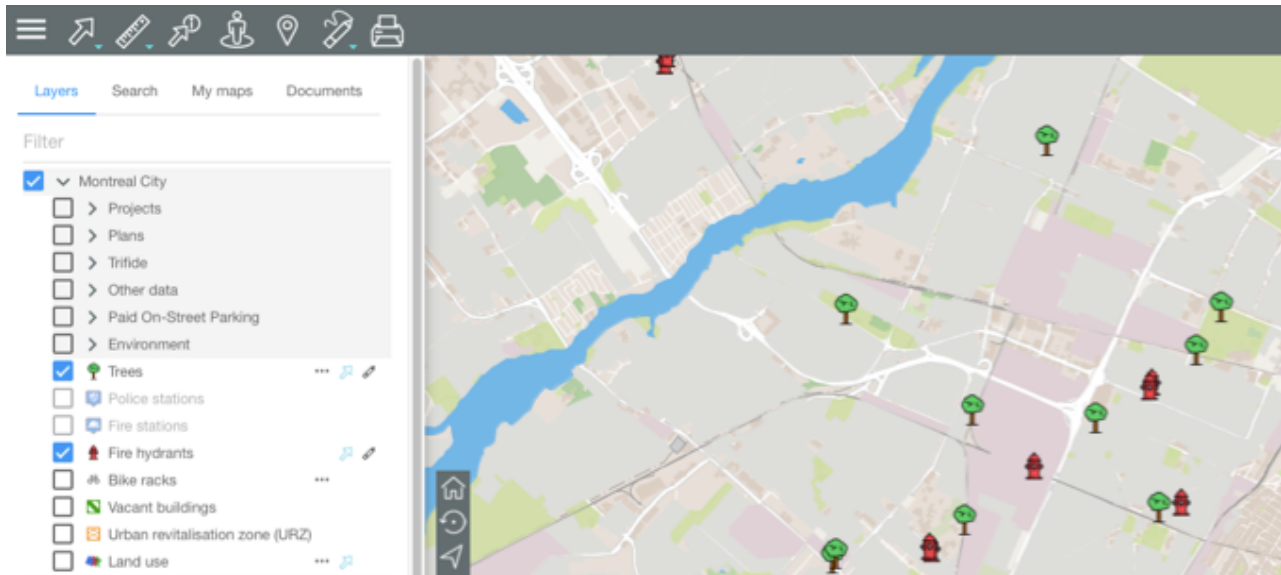 Layers Search My maps Documents
Filter
Montreal City
Projects
Plans
Trifide
Other data
Paid On-Street Parking
Environment
Trees
Police stations
Fire stations
Fire hydrants
Bike racks
Vacant buildings
Urban revitalisation zone (URZ)
Land use